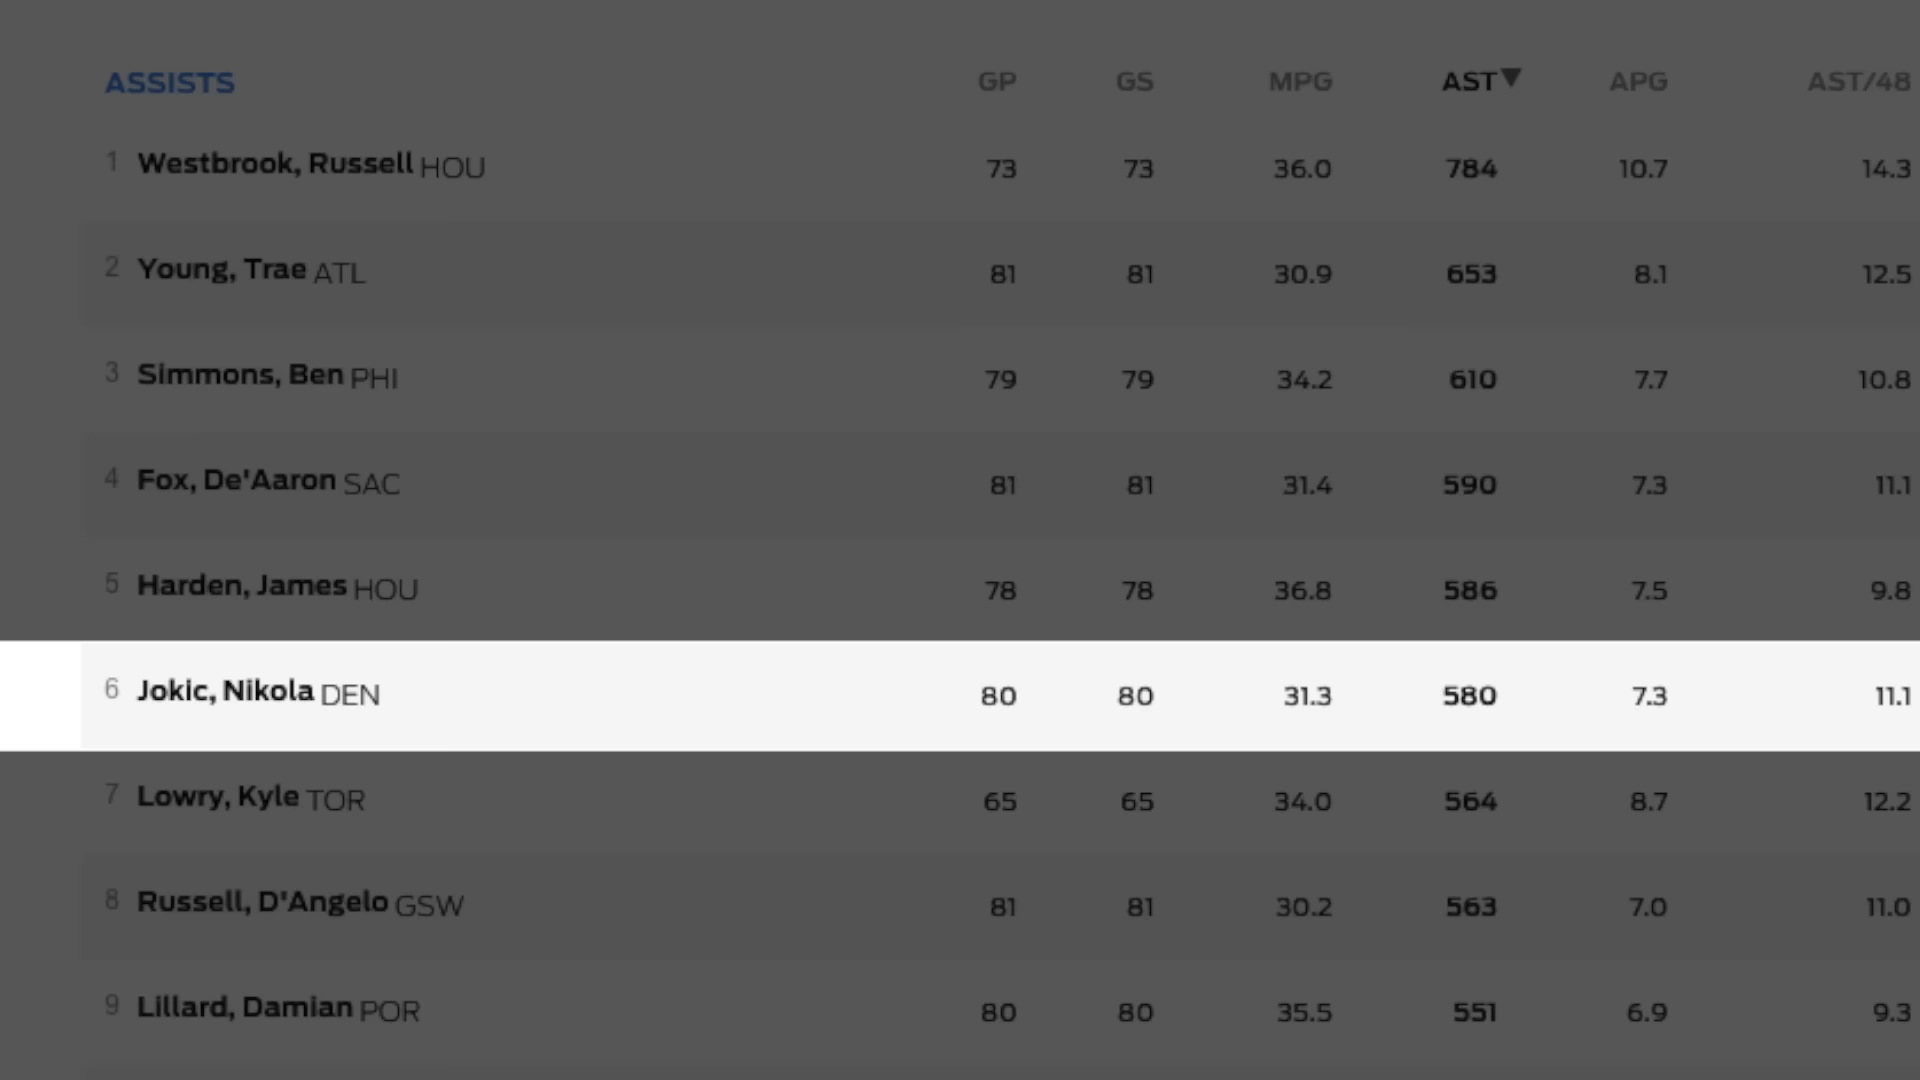 ASSISTS GP GS MPG AST▼ APG AST/48
1 Westbrook, Russell HOU 73 73 36.0 784 10.7 14.3
2 Young, Trae ATL 81 81 30.9 653 8.1 12.5
3 Simmons, Ben PHI 79 79 34.2 610 7.7 10.8
4 Fox, De'Aaron SAC 81 81 31.4 590 7.3 11.1
5 Harden, James HOU 78 78 36.8 586 7.5 9.8
6 Jokic, Nikola DEN 80 80 31.3 580 7.3 11.1
7 Lowry, Kyle TOR 65 65 34.0 564 8.7 12.2
8 Russell, D'Angelo GSW 81 81 30.2 563 7.0 11.0
9 Lillard, Damian POR 80 80 35.5 551 6.9 9.3